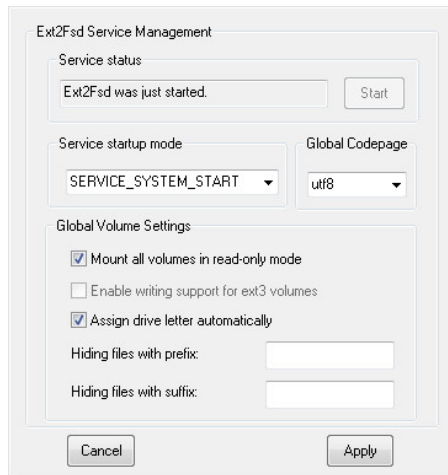 Ext2Fsd Service Management
Service status
Ext2Fsd was just started.
Start
Service startup mode
Global Codepage
SERVICE_SYSTEM_START
utf8
Global Volume Settings
Mount all volumes in read-only mode
Enable writing support for ext3 volumes
Assign drive letter automatically
Hiding files with prefix:
Hiding files with suffix:
Cancel
Apply